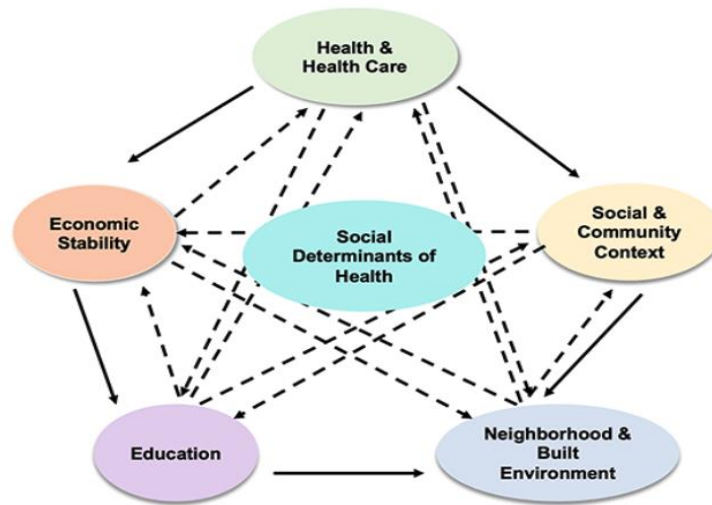 Health &
Health Care
Economic
Stability
Social
Determinants of
Health
Social &
Community
Context
Education
Neighborhood &
Built
Environment